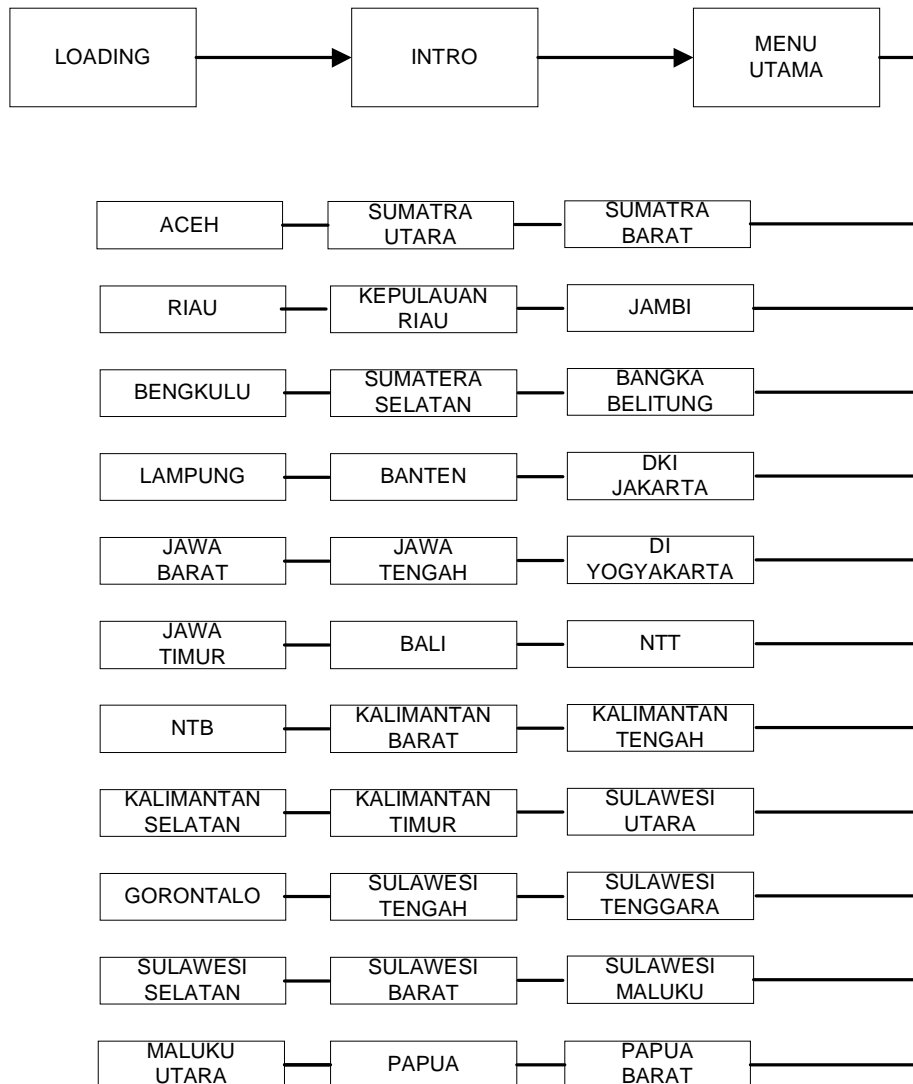 LOADING
INTRO
MENU
UTAMA
ACEH
SUMATRA
UTARA
SUMATRA
BARAT
RIAU
KEPULAUAN
RIAU
JAMBI
BENGKULU
SUMATERA
SELATAN
BANGKA
BELITUNG
LAMPUNG
BANTEN
DKI
JAKARTA
JAWA
BARAT
JAWA
TENGAH
DI
YOGYAKARTA
JAWA
TIMUR
BALI
NTT
NTB
KALIMANTAN
BARAT
KALIMANTAN
TENGAH
KALIMANTAN
SELATAN
KALIMANTAN
TIMUR
SULAWESI
UTARA
GORONTALO
SULAWESI
TENGAH
SULAWESI
TENGGARA
SULAWESI
SELATAN
SULAWESI
BARAT
SULAWESI
MALUKU
MALUKU
UTARA
PAPUA
PAPUA
BARAT